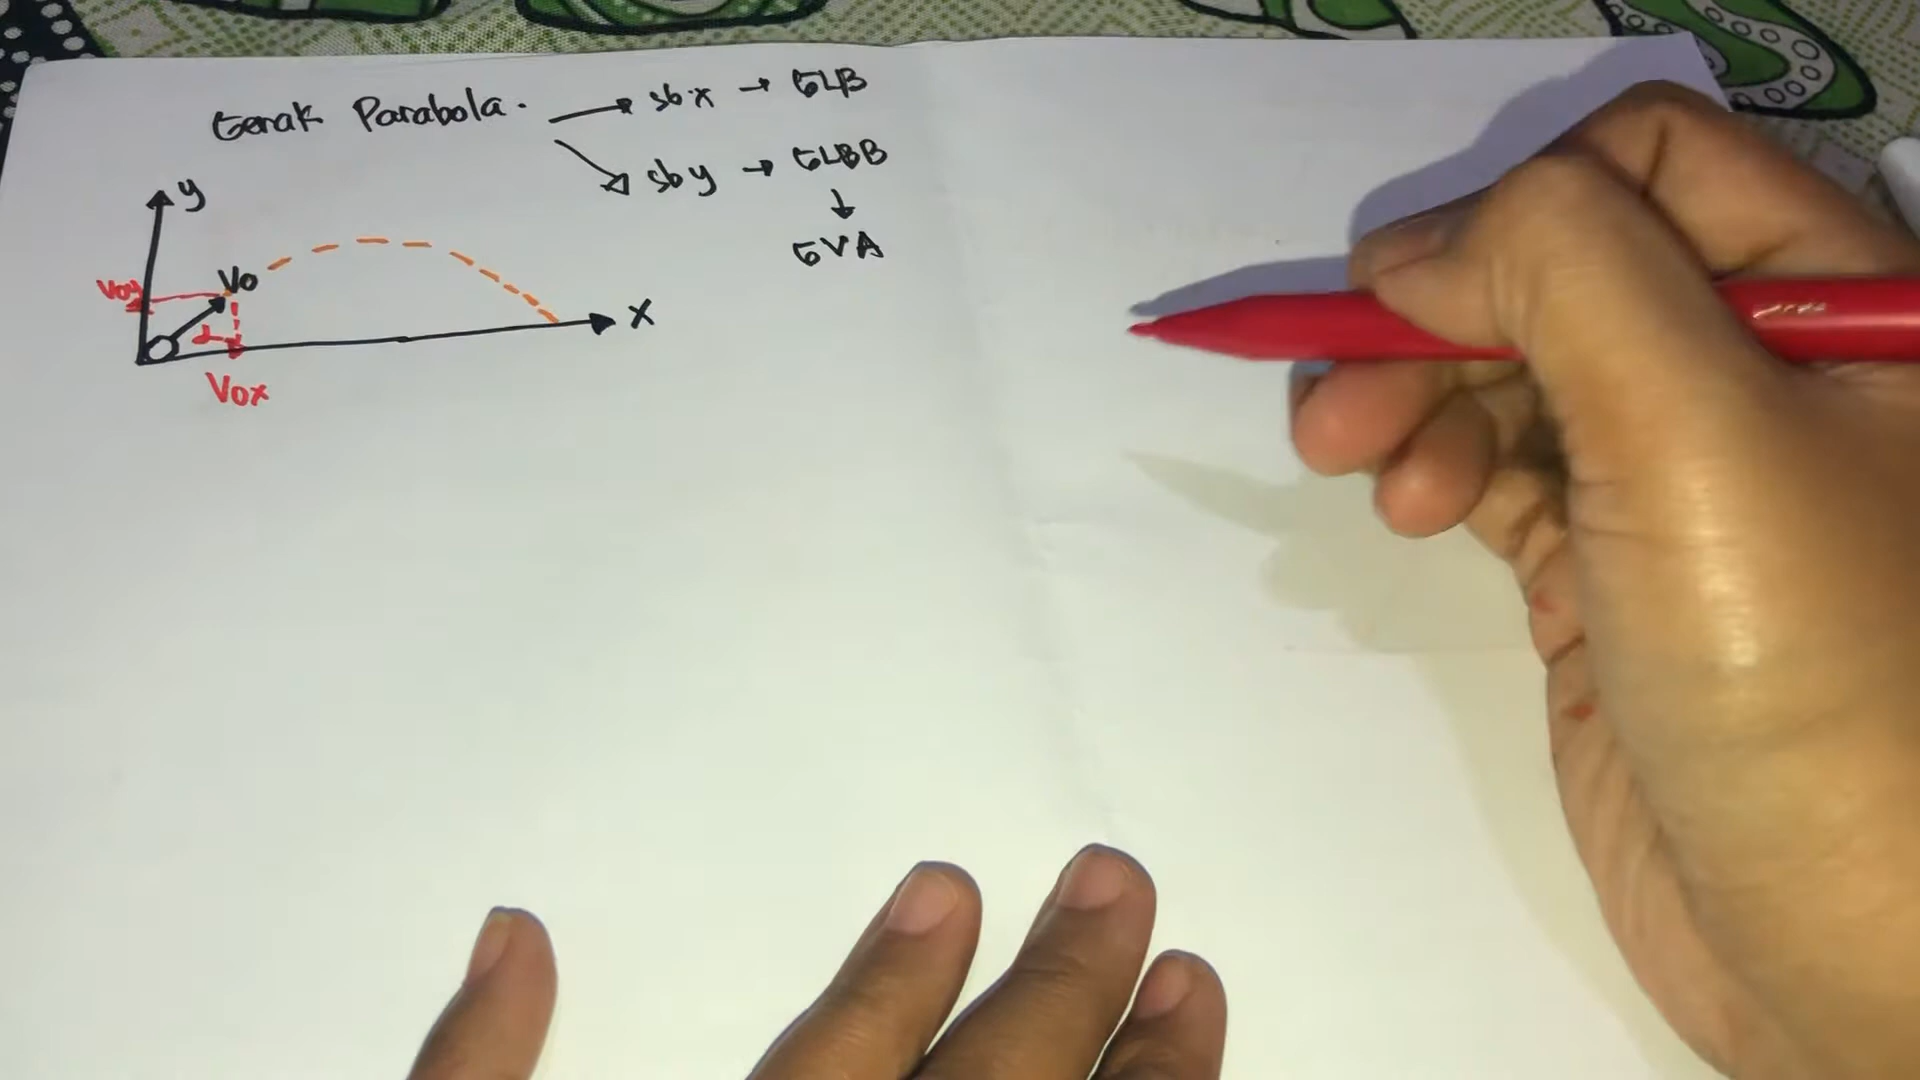 Gerak Parabola. → sb x → GLB
sb y → GLBB
↓
GVA
y
Voy
Vo
α
x
Vox